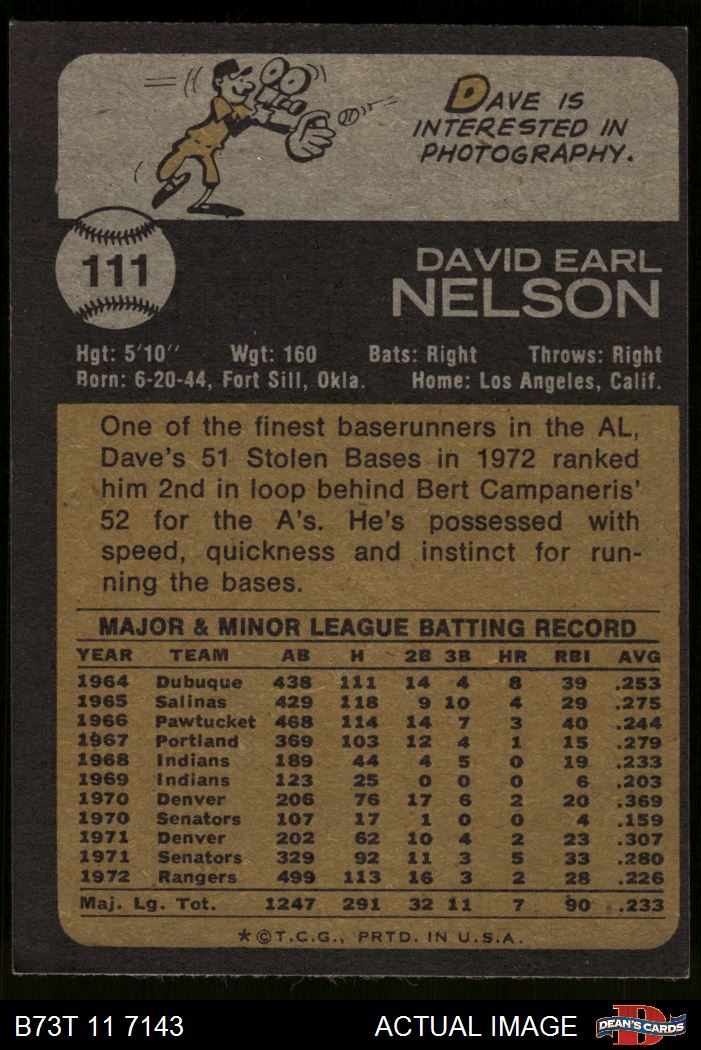 DAVE IS
INTERESTED IN
PHOTOGRAPHY.
111
DAVID EARL
NELSON
Hgt: 5'10'' Wgt: 160 Bats: Right Throws: Right
Born: 6-20-44, Fort Sill, Okla. Home: Los Angeles, Calif.
One of the finest baserunners in the AL,
Dave's 51 Stolen Bases in 1972 ranked
him 2nd in loop behind Bert Campaneris'
52 for the A's. He's possessed with
speed, quickness and instinct for run-
ning the bases.
MAJOR & MINOR LEAGUE BATTING RECORD
YEAR TEAM AB H 2B 3B HR RBI AVG
1964 Dubuque 438 111 14 4 8 39 .253
1965 Salinas 429 118 9 10 4 29 .275
1966 Pawtucket 468 114 14 7 3 40 .244
1967 Portland 369 103 12 4 1 15 .279
1968 Indians 189 44 4 5 0 19 .233
1969 Indians 123 25 0 0 0 6 .203
1970 Denver 206 76 17 6 2 20 .369
1970 Senators 107 17 1 0 0 4 .159
1971 Denver 202 62 10 4 2 23 .307
1971 Senators 329 92 11 3 5 33 .280
1972 Rangers 499 113 16 3 2 28 .226
Maj. Lg. Tot. 1247 291 32 11 7 90 .233
*©T.C.G., PRTD. IN U.S.A.
B73T 11 7143 ACTUAL IMAGE D DEAN'S CARDS